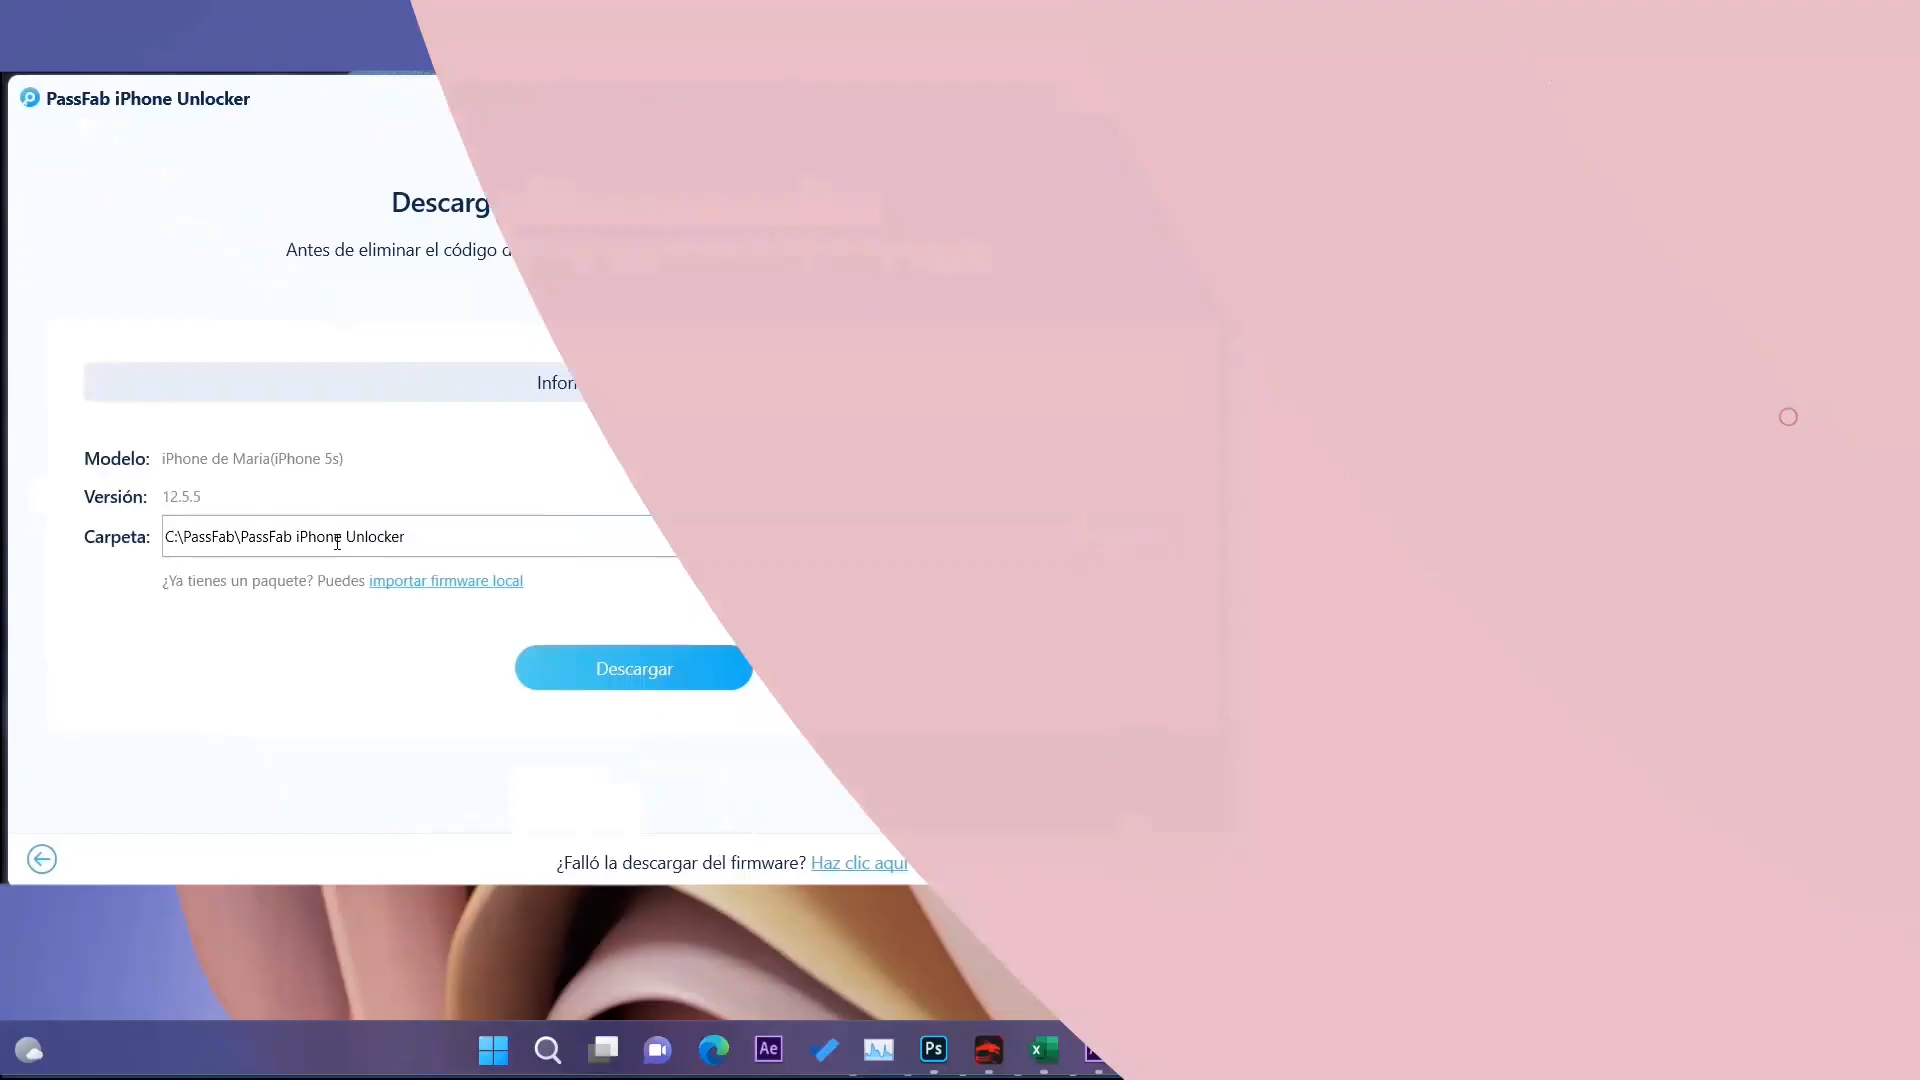 PassFab iPhone Unlocker
Descarg
Antes de eliminar el código
Infor
Modelo: iPhone de Maria(iPhone 5s)
Versión: 12.5.5
Carpeta: C:\PassFab\PassFab iPhone Unlocker
¿Ya tienes un paquete? Puedes importar firmware local
Descargar
¿Falló la descargar del firmware? Haz clic aquí
Ae
Ps